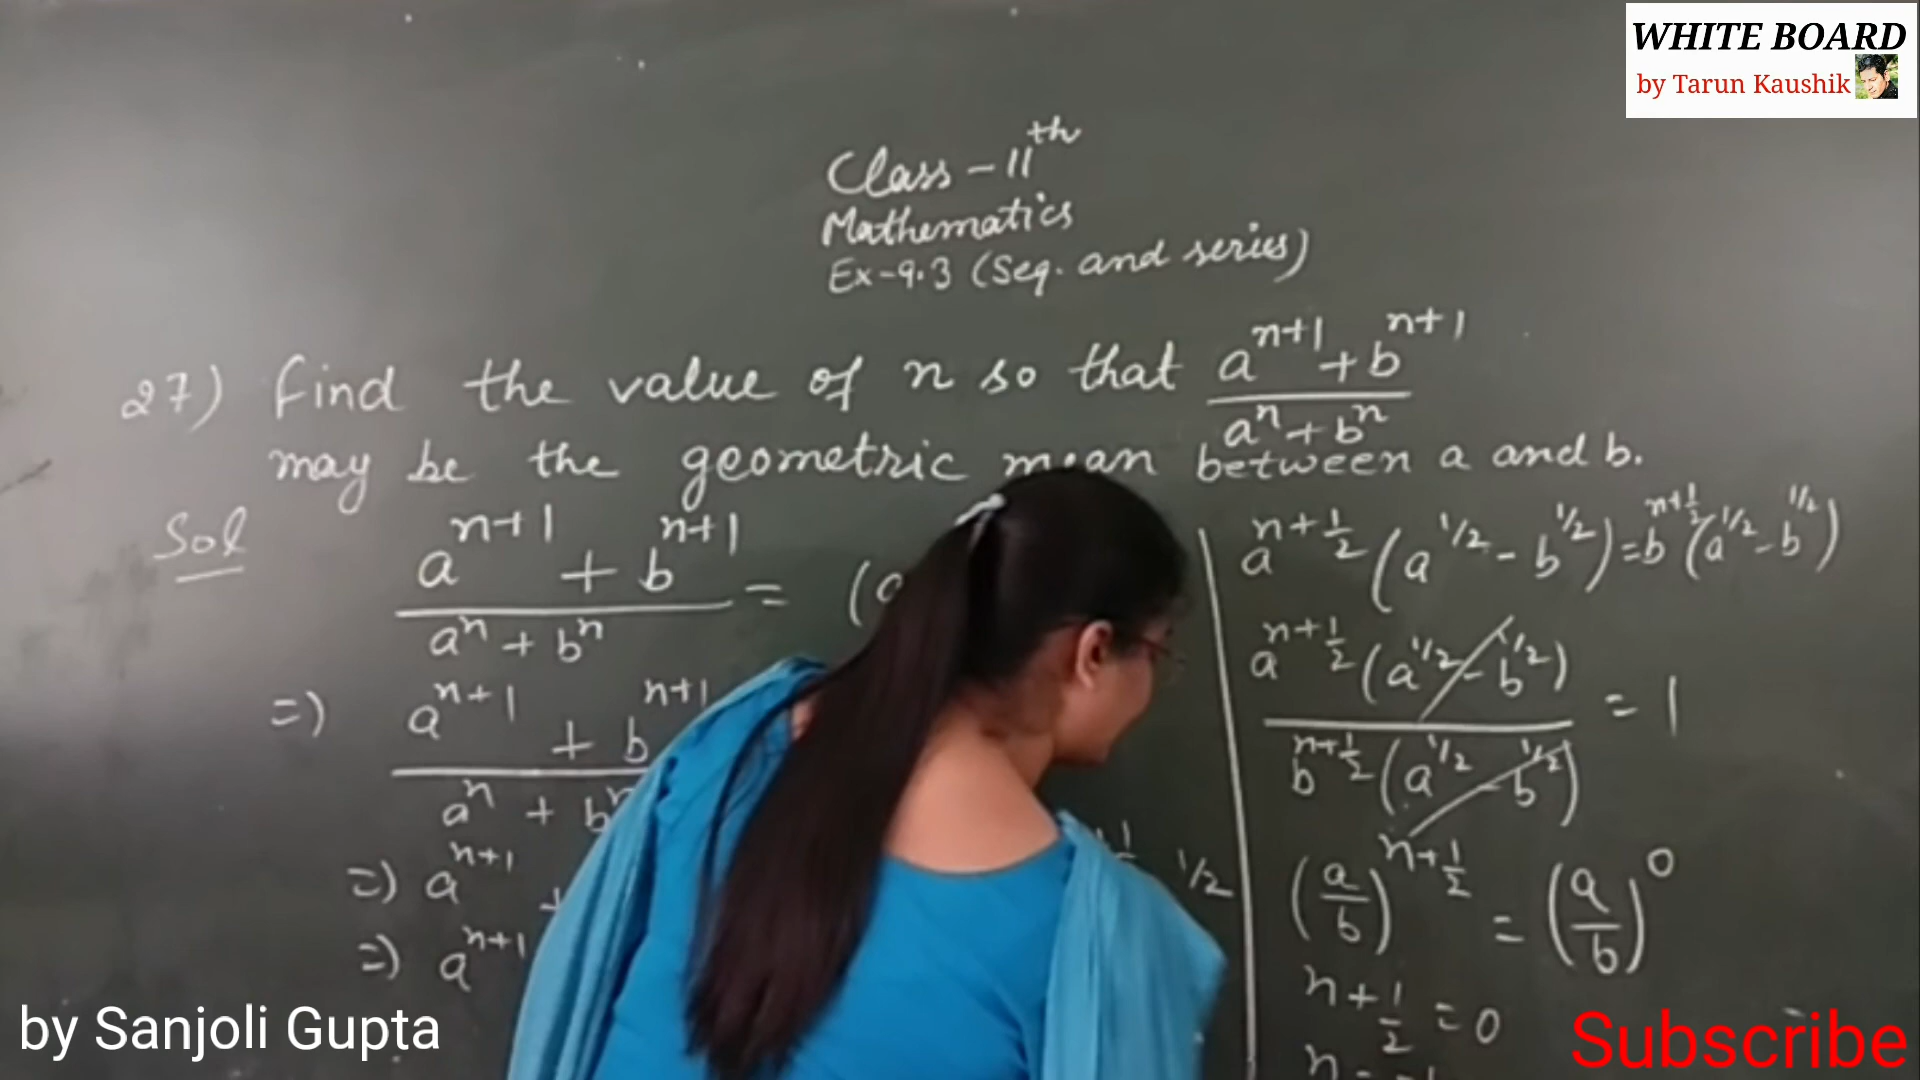 WHITE BOARD
by Tarun Kaushik
Class - 11th
Mathematics
Ex-9.3 (Seq. and series)
27) Find the value of n so that a^(n+1) + b^(n+1) / a^n + b^n
may be the geometric mean between a and b.
Sol
a^(n+1) + b^(n+1) / a^n + b^n = (a
=) a^(n+1) + b^(n+1) / a^n + b^n
=) a^(n+1) +
1/2
=) a^(n+1)
a^(n+1/2) (a^(1/2) - b^(1/2)) = b^(n+1/2) (a^(1/2) - b^(1/2))
a^(n+1/2) (a^(1/2) - b^(1/2)) / b^(n+1/2) (a^(1/2) - b^(1/2)) = 1
(a/b)^(n+1/2) = (a/b)^0
n + 1/2 = 0
by Sanjoli Gupta
Subscribe